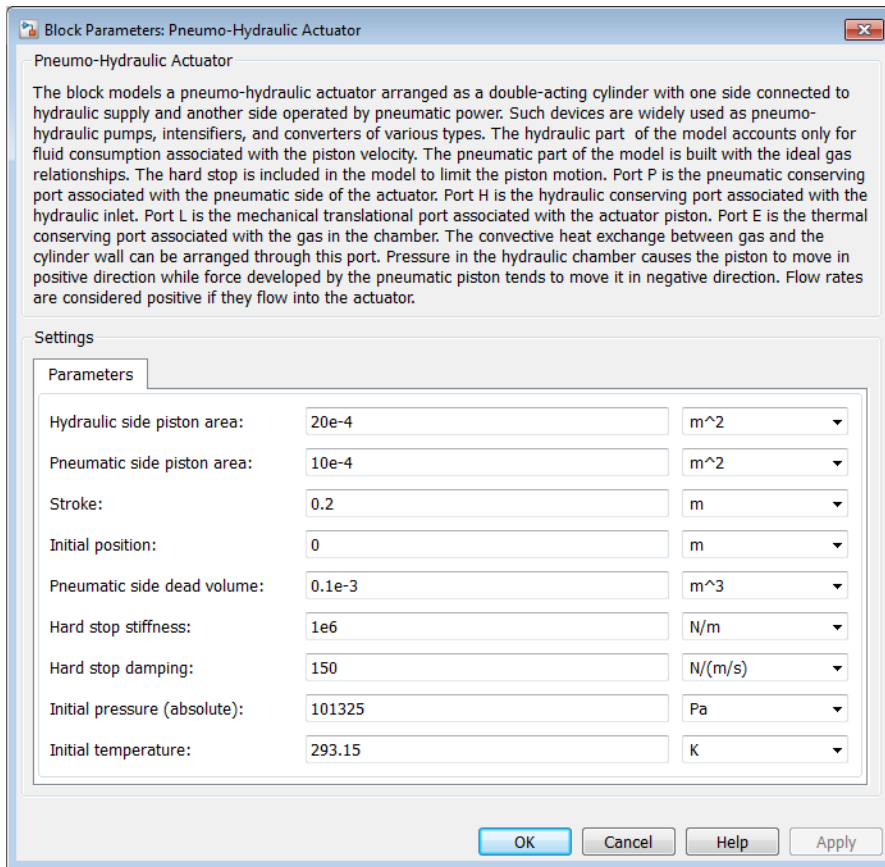 Block Parameters: Pneumo-Hydraulic Actuator
Pneumo-Hydraulic Actuator
The block models a pneumo-hydraulic actuator arranged as a double-acting cylinder with one side connected to
hydraulic supply and another side operated by pneumatic power. Such devices are widely used as pneumo-
hydraulic pumps, intensifiers, and converters of various types. The hydraulic part  of the model accounts only for
fluid consumption associated with the piston velocity. The pneumatic part of the model is built with the ideal gas
relationships. The hard stop is included in the model to limit the piston motion. Port P is the pneumatic conserving
port associated with the pneumatic side of the actuator. Port H is the hydraulic conserving port associated with the
hydraulic inlet. Port L is the mechanical translational port associated with the actuator piston. Port E is the thermal
conserving port associated with the gas in the chamber. The convective heat exchange between gas and the
cylinder wall can be arranged through this port. Pressure in the hydraulic chamber causes the piston to move in
positive direction while force developed by the pneumatic piston tends to move it in negative direction. Flow rates
are considered positive if they flow into the actuator.
Settings
Parameters
Hydraulic side piston area: 20e-4 m^2
Pneumatic side piston area: 10e-4 m^2
Stroke: 0.2 m
Initial position: 0 m
Pneumatic side dead volume: 0.1e-3 m^3
Hard stop stiffness: 1e6 N/m
Hard stop damping: 150 N/(m/s)
Initial pressure (absolute): 101325 Pa
Initial temperature: 293.15 K
OK Cancel Help Apply